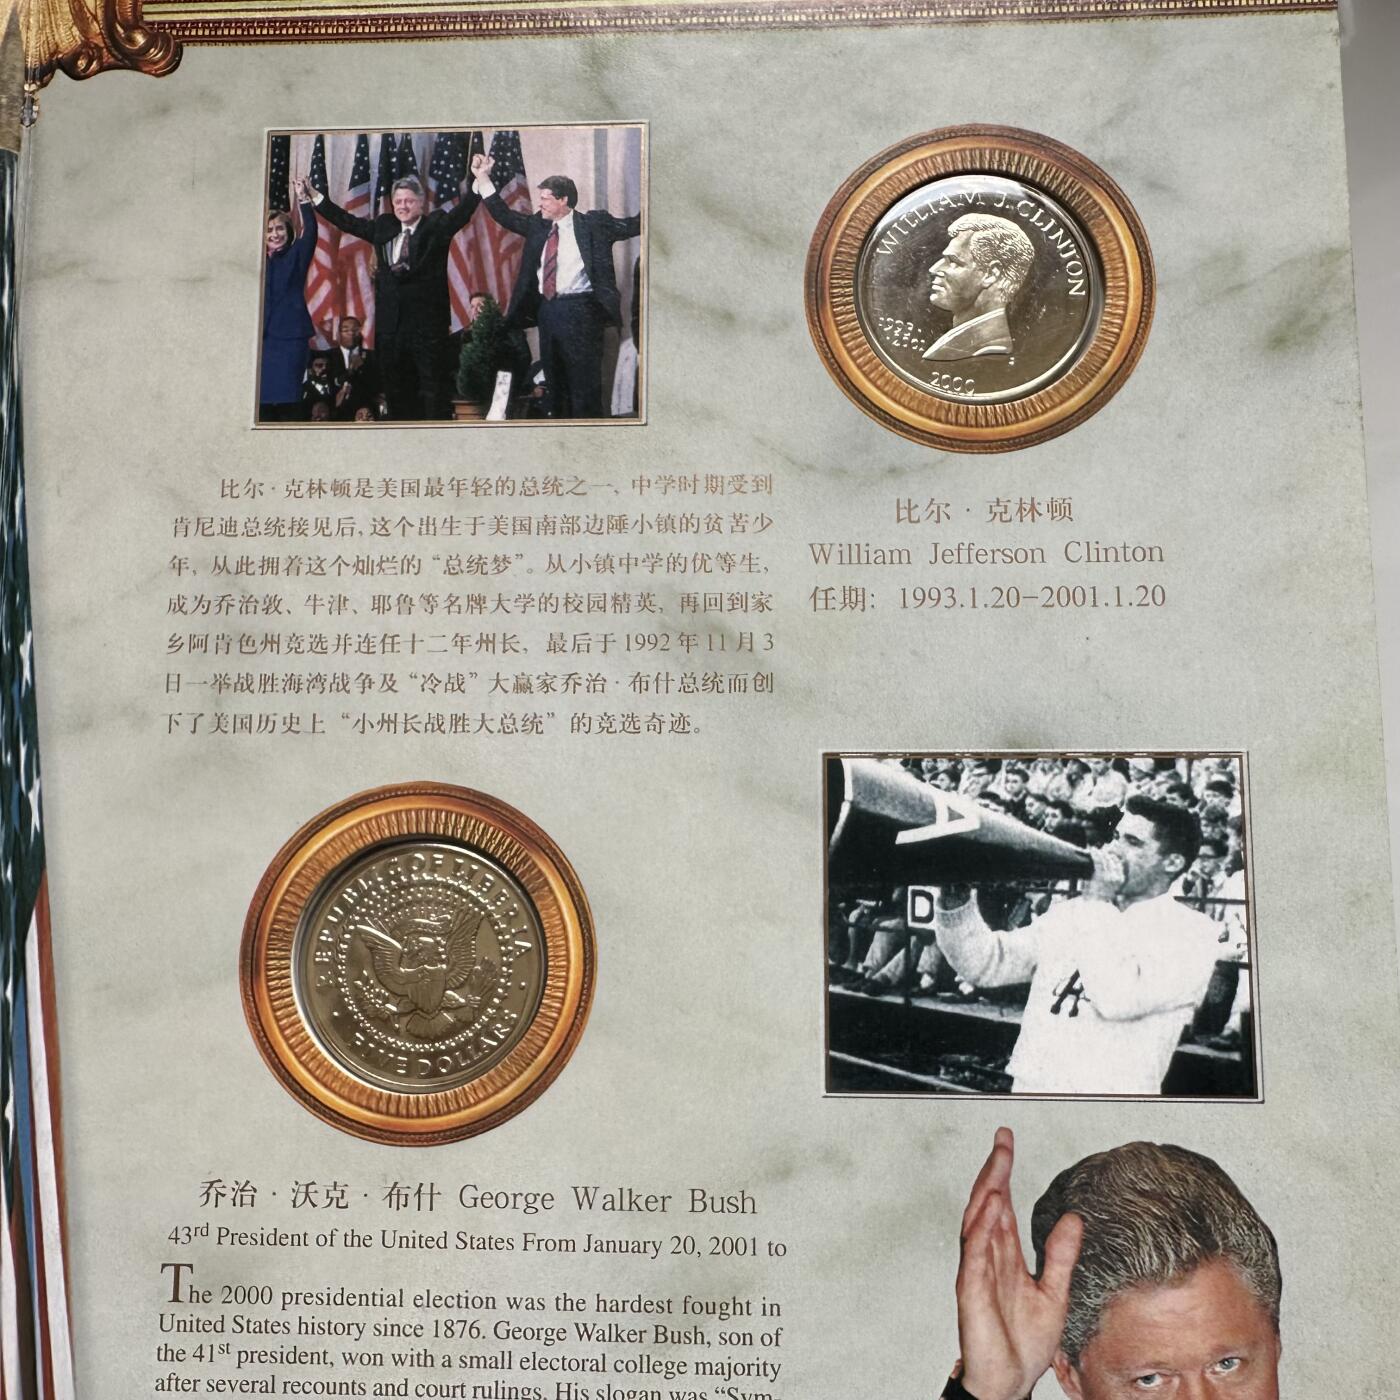 WILLIAM J. CLINTON
2000
比尔·克林顿是美国最年轻的总统之一、中学时期受到
肯尼迪总统接见后,这个出生于美国南部边陲小镇的贫苦少
年,从此拥着这个灿烂的“总统梦”。从小镇中学的优等生,
成为乔治敦、牛津、耶鲁等名牌大学的校园精英,再回到家
乡阿肯色州竞选并连任十二年州长,最后于1992年11月3
日一举战胜海湾战争及“冷战”大赢家乔治·布什总统而创
下了美国历史上“小州长战胜大总统”的竞选奇迹。
比尔·克林顿
William Jefferson Clinton
任期：1993.1.20-2001.1.20
REPUBLIC OF LIBERIA
FIVE DOLLARS
A
D
A
乔治·沃克·布什 George Walker Bush
43rd President of the United States From January 20, 2001 to
The 2000 presidential election was the hardest fought in
United States history since 1876. George Walker Bush, son of
the 41st president, won with a small electoral college majority
after several recounts and court rulings. His slogan was “Sym-